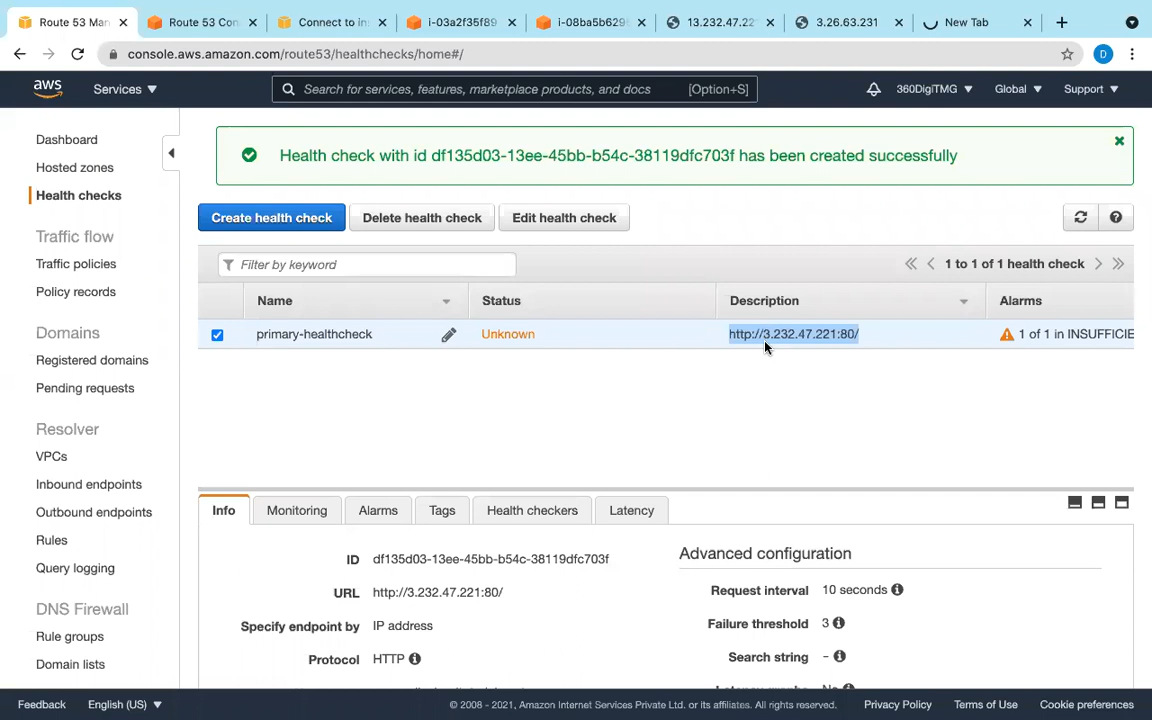 Route 53 Man
Route 53 Con
Connect to in
i-03a2f35f89
i-08ba5b629
13.232.47.22
3.26.63.231
New Tab
console.aws.amazon.com/route53/healthchecks/home#/
D
aws
Services
Search for services, features, marketplace products, and docs
[Option+S]
360DigiTMG
Global
Support
Dashboard
Hosted zones
Health checks
Traffic flow
Traffic policies
Policy records
Domains
Registered domains
Pending requests
Resolver
VPCs
Inbound endpoints
Outbound endpoints
Rules
Query logging
DNS Firewall
Rule groups
Domain lists
Health check with id df135d03-13ee-45bb-b54c-38119dfc703f has been created successfully
Create health check
Delete health check
Edit health check
Filter by keyword
1 to 1 of 1 health check
Name
Status
Description
Alarms
primary-healthcheck
Unknown
http://3.232.47.221:80/
1 of 1 in INSUFFICIE
Info
Monitoring
Alarms
Tags
Health checkers
Latency
ID df135d03-13ee-45bb-b54c-38119dfc703f
URL http://3.232.47.221:80/
Specify endpoint by IP address
Protocol HTTP
Advanced configuration
Request interval 10 seconds
Failure threshold 3
Search string -
Feedback
English (US)
© 2008 - 2021, Amazon Internet Services Private Ltd. or its affiliates. All rights reserved.
Privacy Policy
Terms of Use
Cookie preferences